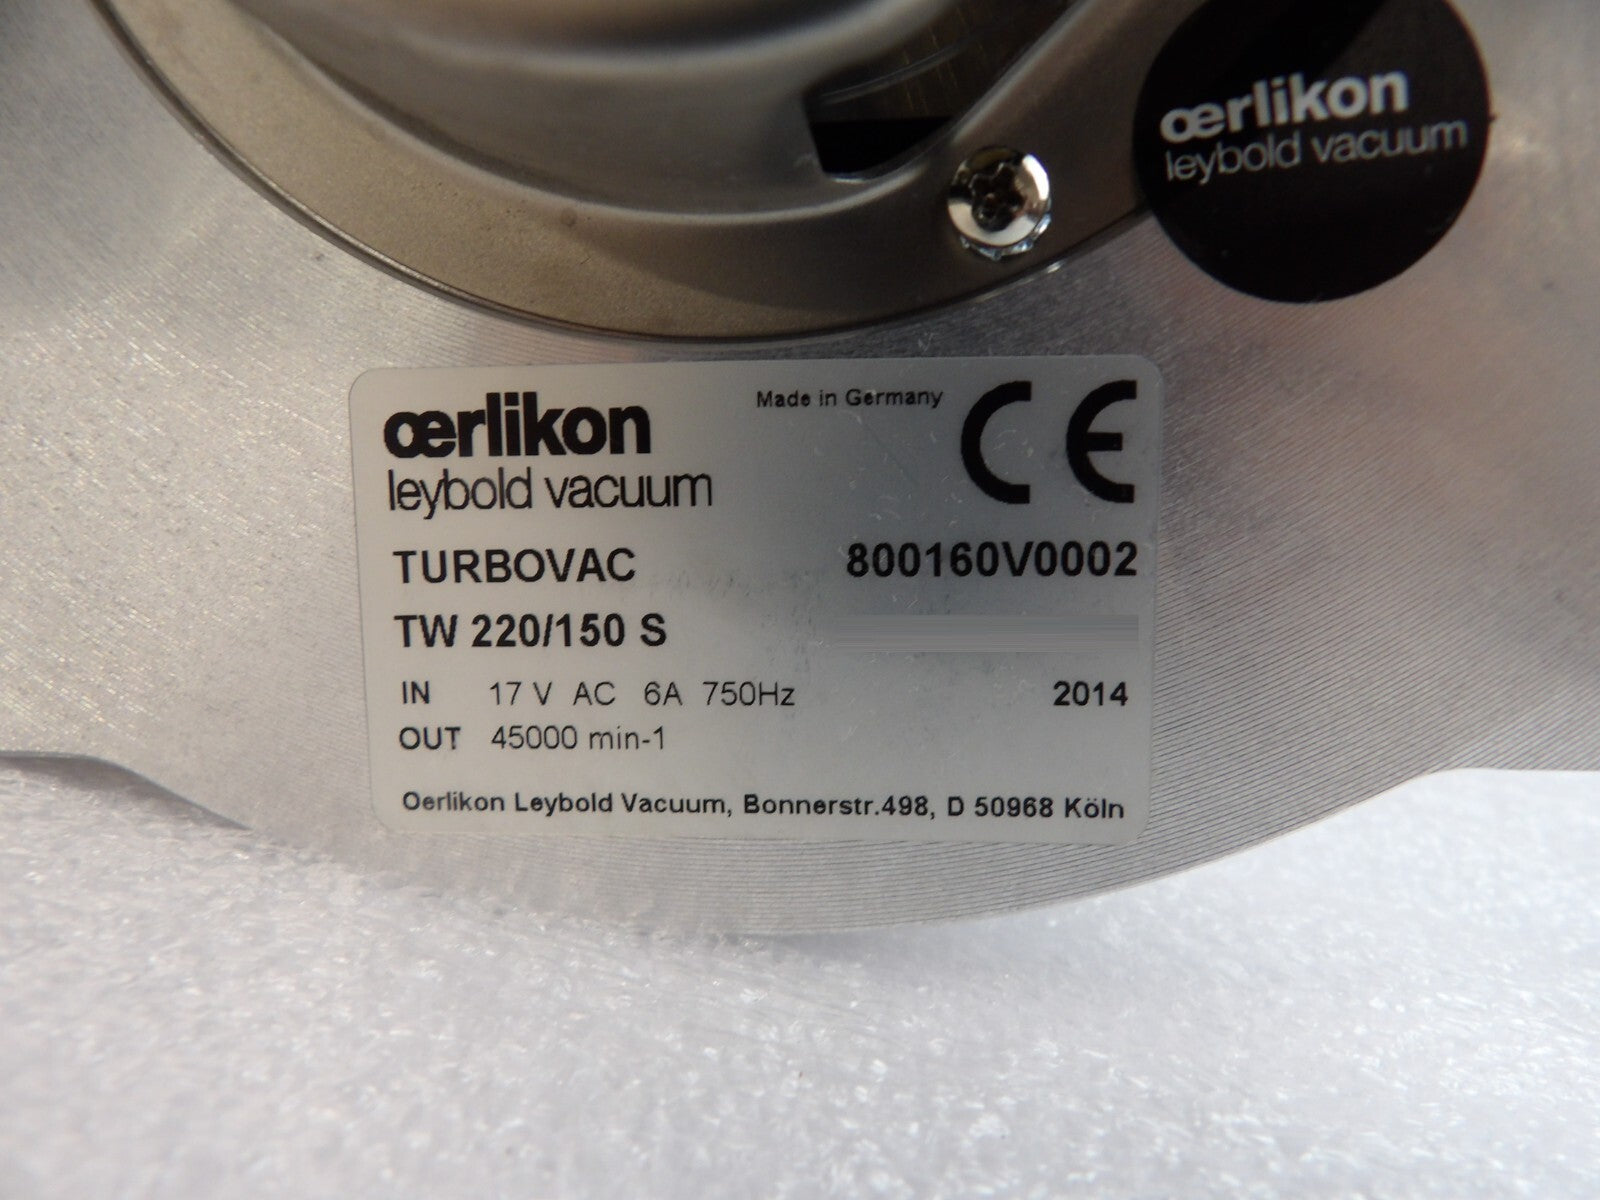 œrlikon
leybold vacuum
œrlikon
leybold vacuum
Made in Germany
CE
TURBOVAC
800160V0002
TW 220/150 S
IN 17 V AC 6A 750Hz
2014
OUT 45000 min-1
Oerlikon Leybold Vacuum, Bonnerstr.498, D 50968 Köln